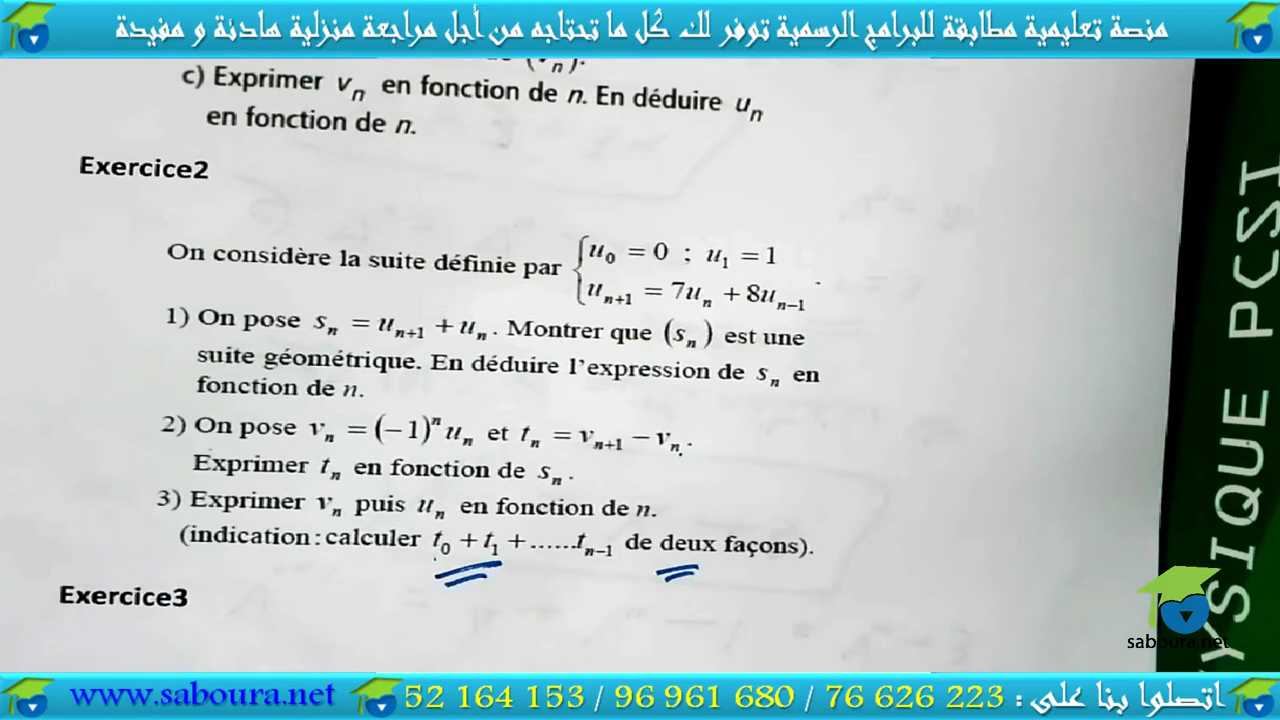 منصة تعليمية مطابقة للبرامج الرسمية توفر لك كل ما تحتاجه من أجل مراجعة منزلية هادئة و مفيدة
(vₙ).
c) Exprimer vₙ en fonction de n. En déduire uₙ
en fonction de n.
Exercice2
On considère la suite définie par { u₀ = 0 ; u₁ = 1
uₙ₊₁ = 7uₙ + 8uₙ₋₁ .
1) On pose sₙ = uₙ₊₁ + uₙ. Montrer que (sₙ) est une
suite géométrique. En déduire l'expression de sₙ en
fonction de n.
2) On pose vₙ = (−1)ⁿ uₙ et tₙ = vₙ₊₁ − vₙ.
Exprimer tₙ en fonction de sₙ.
3) Exprimer vₙ puis uₙ en fonction de n.
(indication : calculer t₀ + t₁ + ......tₙ₋₁ de deux façons).
Exercice3
YSIQUE PCSI
saboura.net
www.saboura.net
52 164 153 / 96 961 680 / 76 626 223 : اتصلوا بنا على